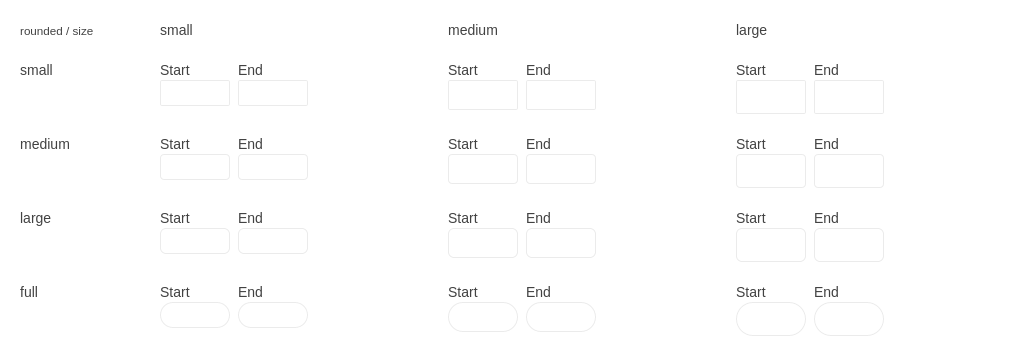 rounded / size small medium large
small Start End Start End Start End
medium Start End Start End Start End
large Start End Start End Start End
full Start End Start End Start End